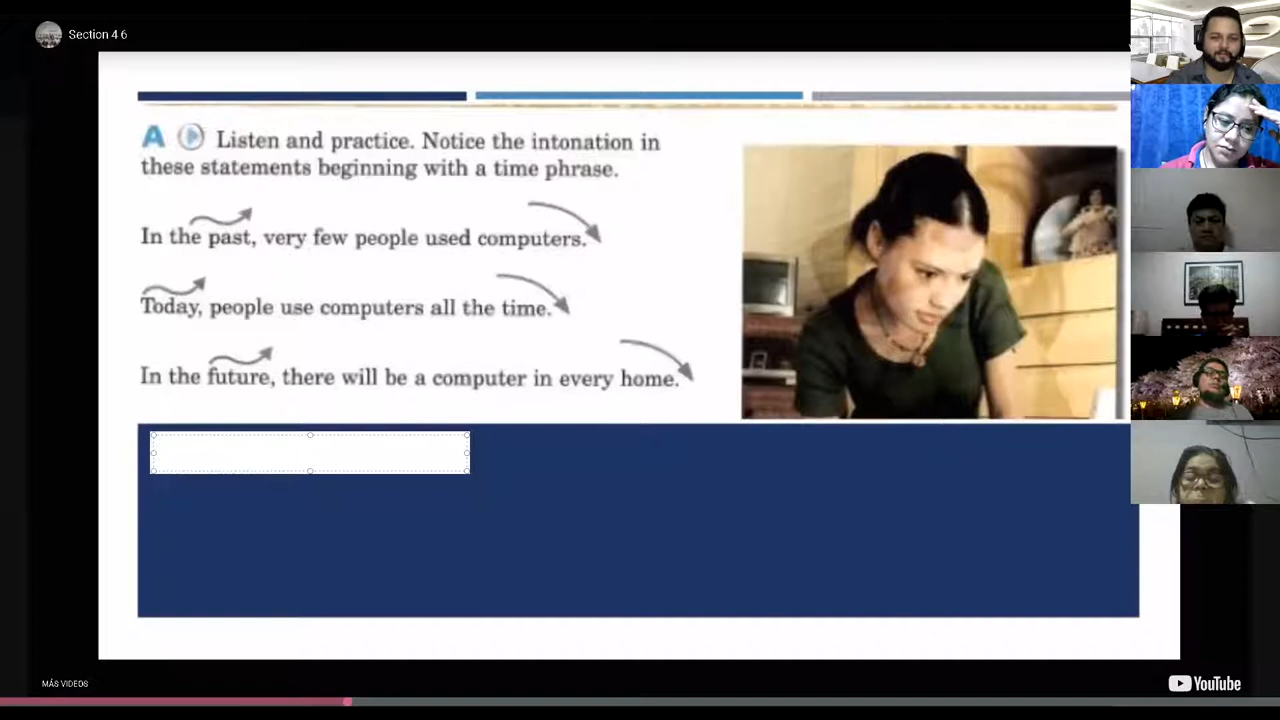 Section 4 6
A Listen and practice. Notice the intonation in
these statements beginning with a time phrase.
In the past, very few people used computers.
Today, people use computers all the time.
In the future, there will be a computer in every home.
MÁS VIDEOS
YouTube